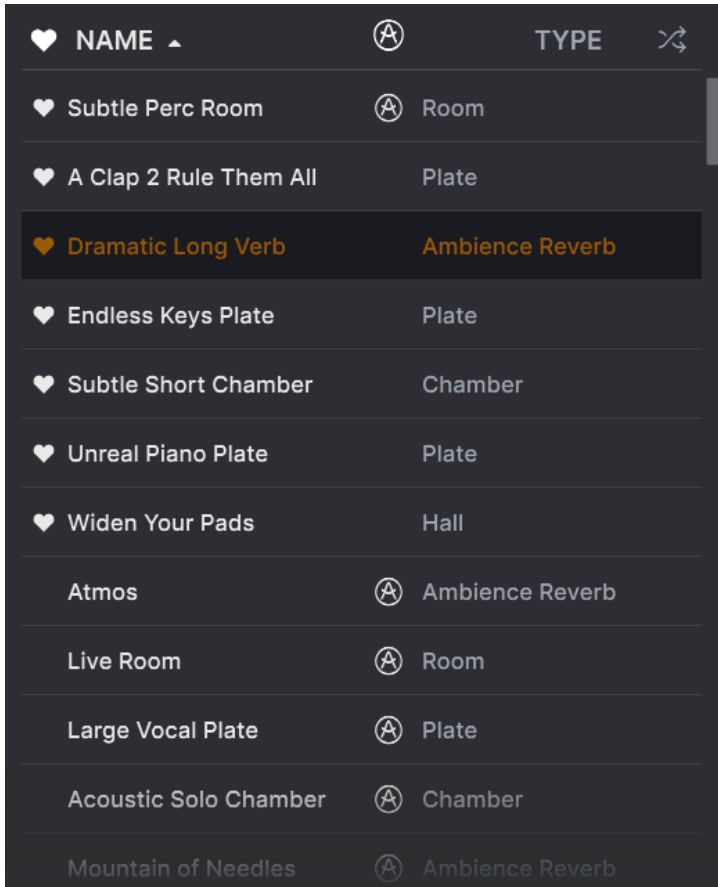 NAME TYPE
Subtle Perc Room Room
A Clap 2 Rule Them All Plate
Dramatic Long Verb Ambience Reverb
Endless Keys Plate Plate
Subtle Short Chamber Chamber
Unreal Piano Plate Plate
Widen Your Pads Hall
Atmos Ambience Reverb
Live Room Room
Large Vocal Plate Plate
Acoustic Solo Chamber Chamber
Mountain of Needles Ambience Reverb